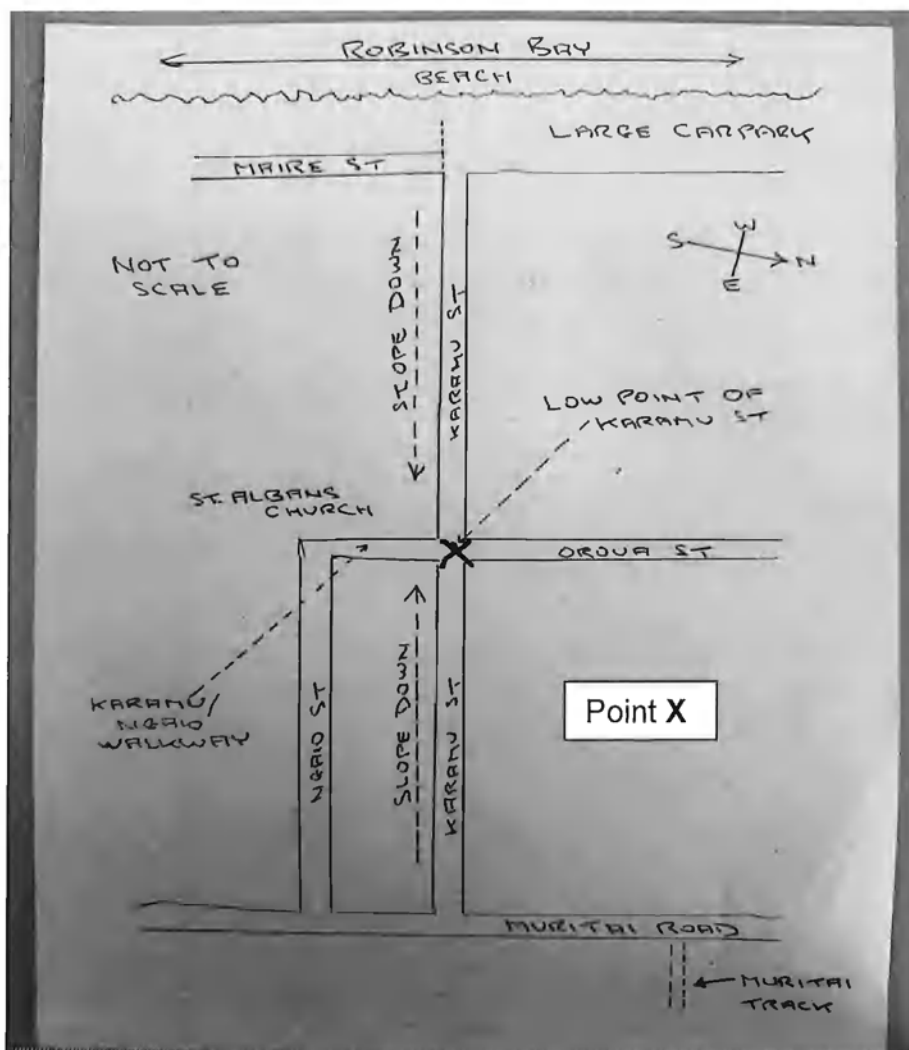 ROBINSON BAY
BEACH
LARGE CARPARK
MAIRE ST
S W N E
NOT TO
SCALE
SLOPE DOWN
KARAMU ST
LOW POINT OF
KARAMU ST
ST. ALBANS
CHURCH
X
OROUA ST
KARAMU/
NGAIO
WALKWAY
NGAIO ST
SLOPE DOWN
KARAMU ST
Point X
MURITAI ROAD
MURITAI
TRACK